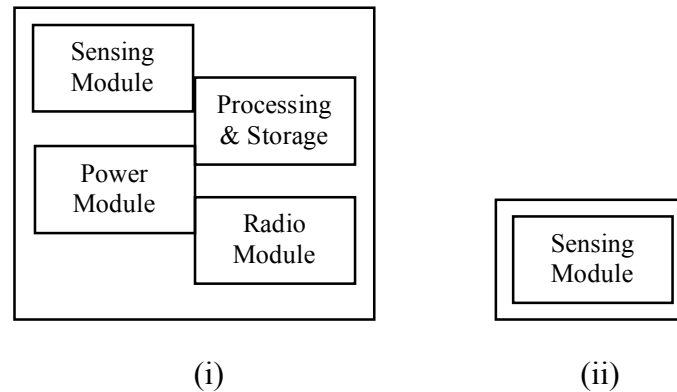 Sensing
Module
Processing
& Storage
Power
Module
Radio
Module
Sensing
Module
(i)
(ii)